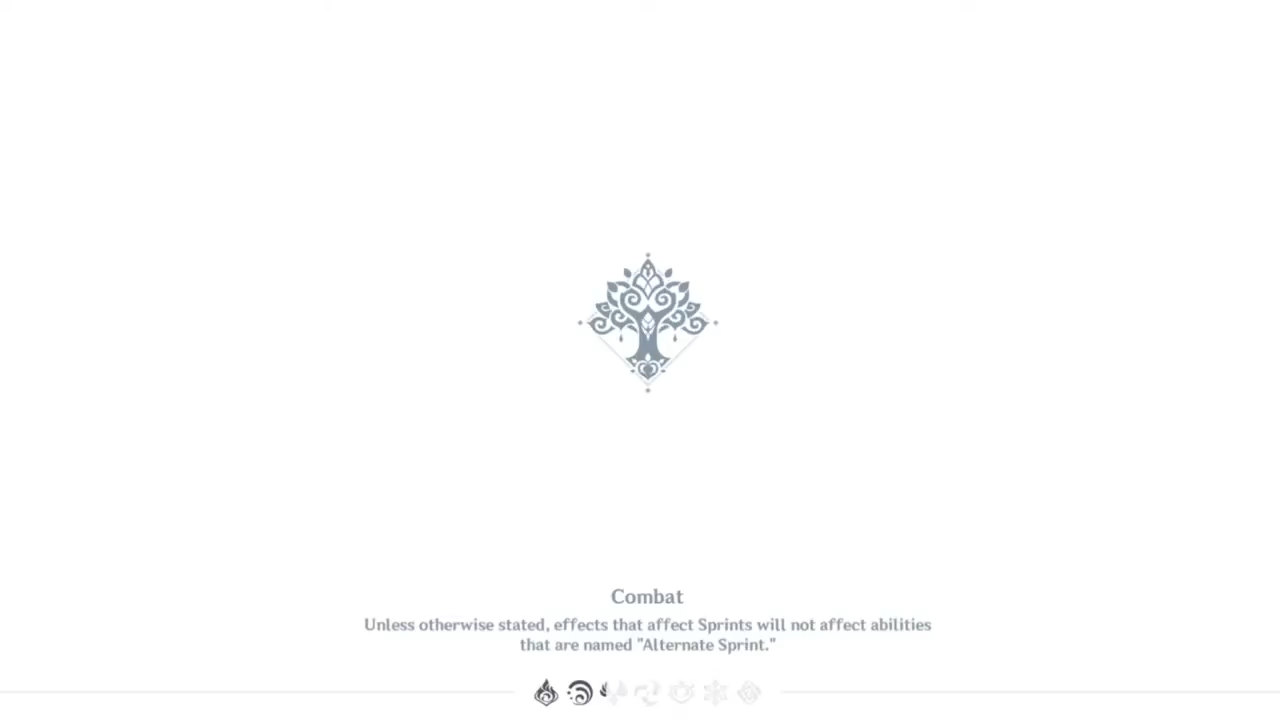 Combat
Unless otherwise stated, effects that affect Sprints will not affect abilities
that are named "Alternate Sprint."